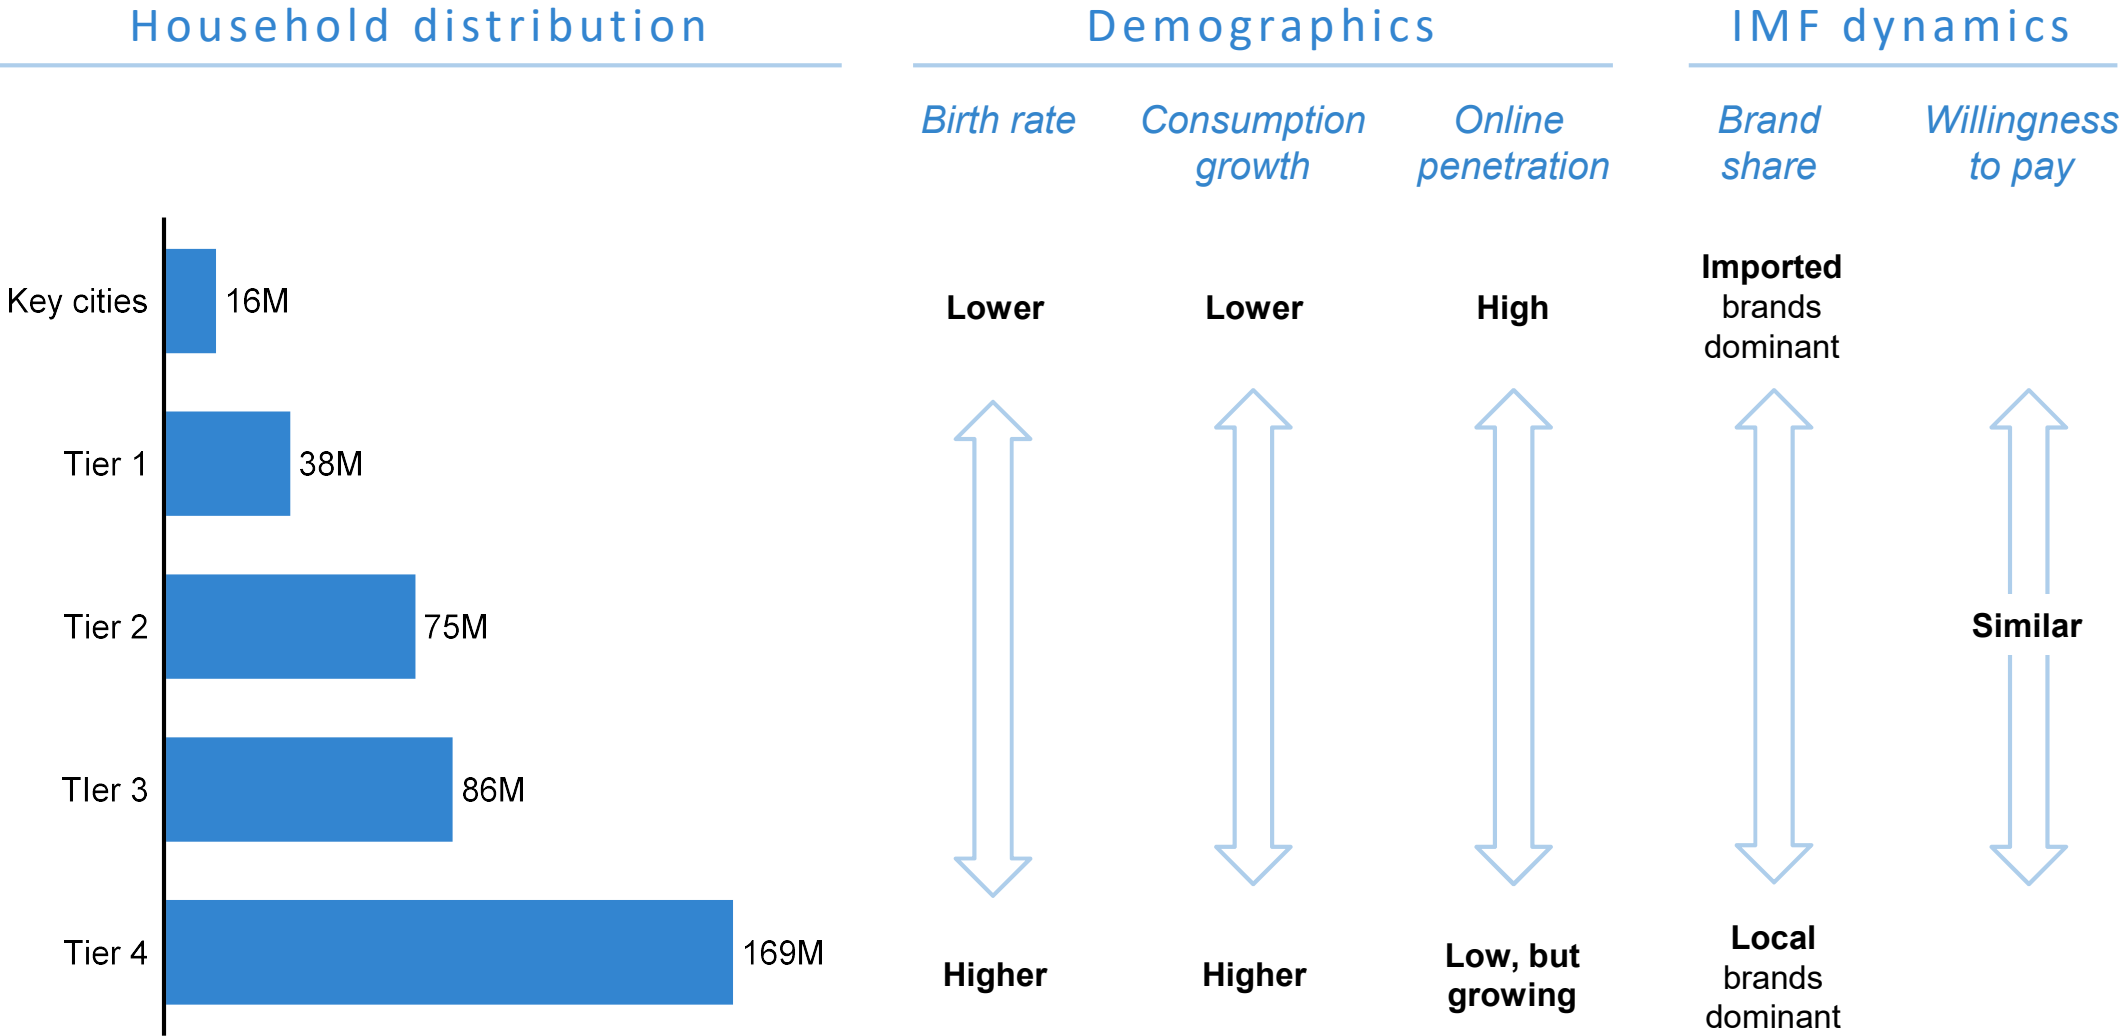 Household distribution
Demographics
IMF dynamics
Birth rate
Consumption
growth
Online
penetration
Brand
share
Willingness
to pay
Key cities
16M
Lower
Lower
High
Imported
brands
dominant
Tier 1
38M
Tier 2
75M
Similar
TIer 3
86M
Tier 4
169M
Higher
Higher
Low, but
growing
Local
brands
dominant